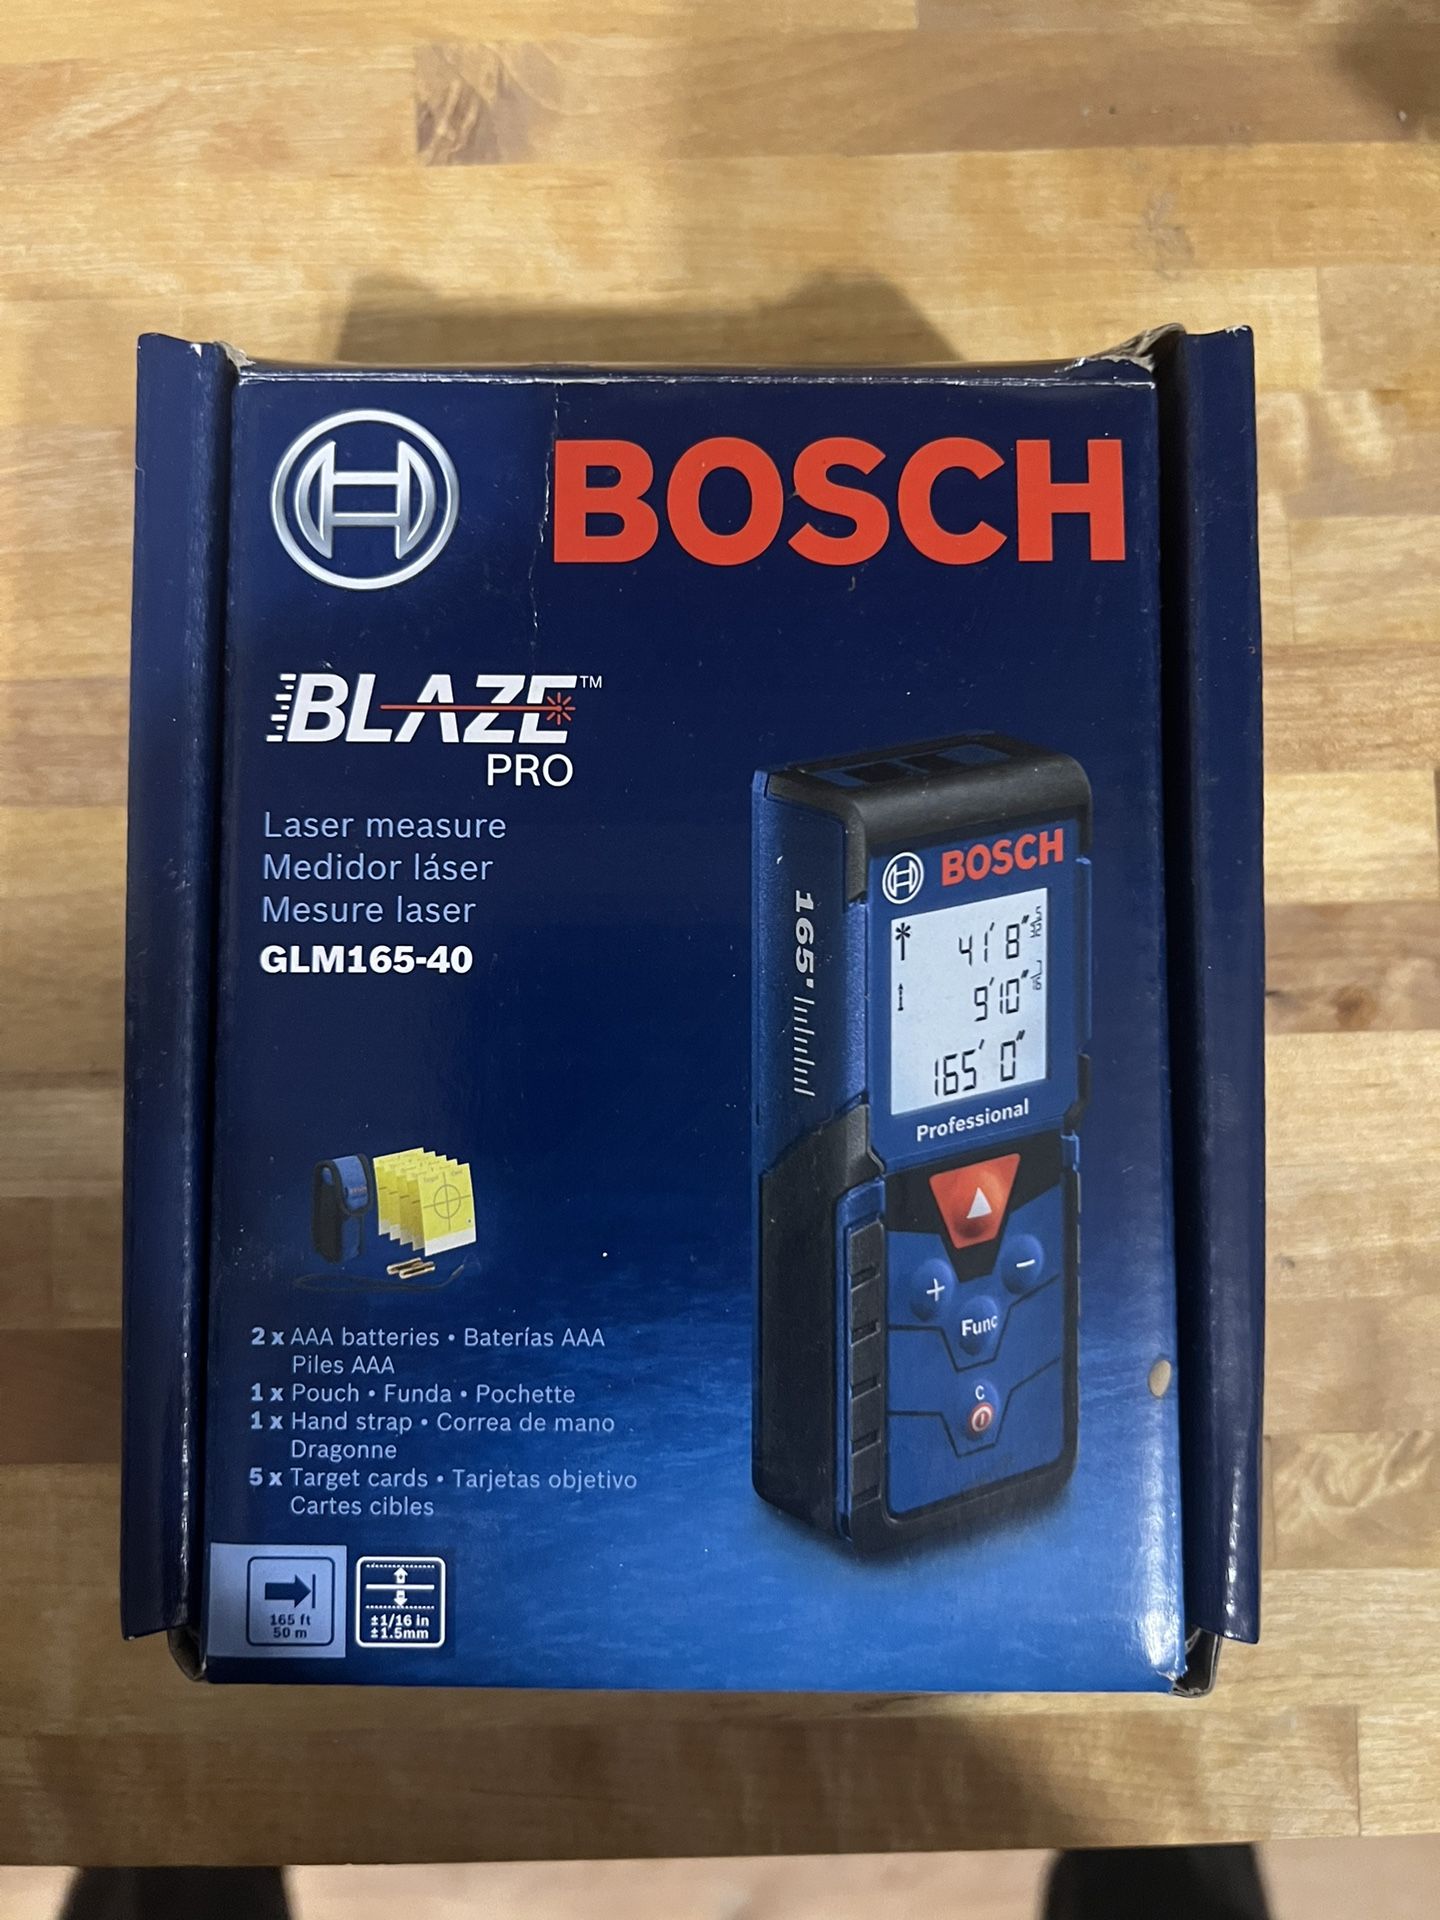 BOSCH
BLAZE™
PRO
Laser measure
Medidor láser
Mesure laser
GLM165-40
165'
BOSCH
41' 8" 5/32
9' 10"
165' 0"
Professional
+
-
Func
C
2 x AAA batteries • Baterías AAA
Piles AAA
1 x Pouch • Funda • Pochette
1 x Hand strap • Correa de mano
Dragonne
5 x Target cards • Tarjetas objetivo
Cartes cibles
165 ft
50 m
±1/16 in
±1.5mm